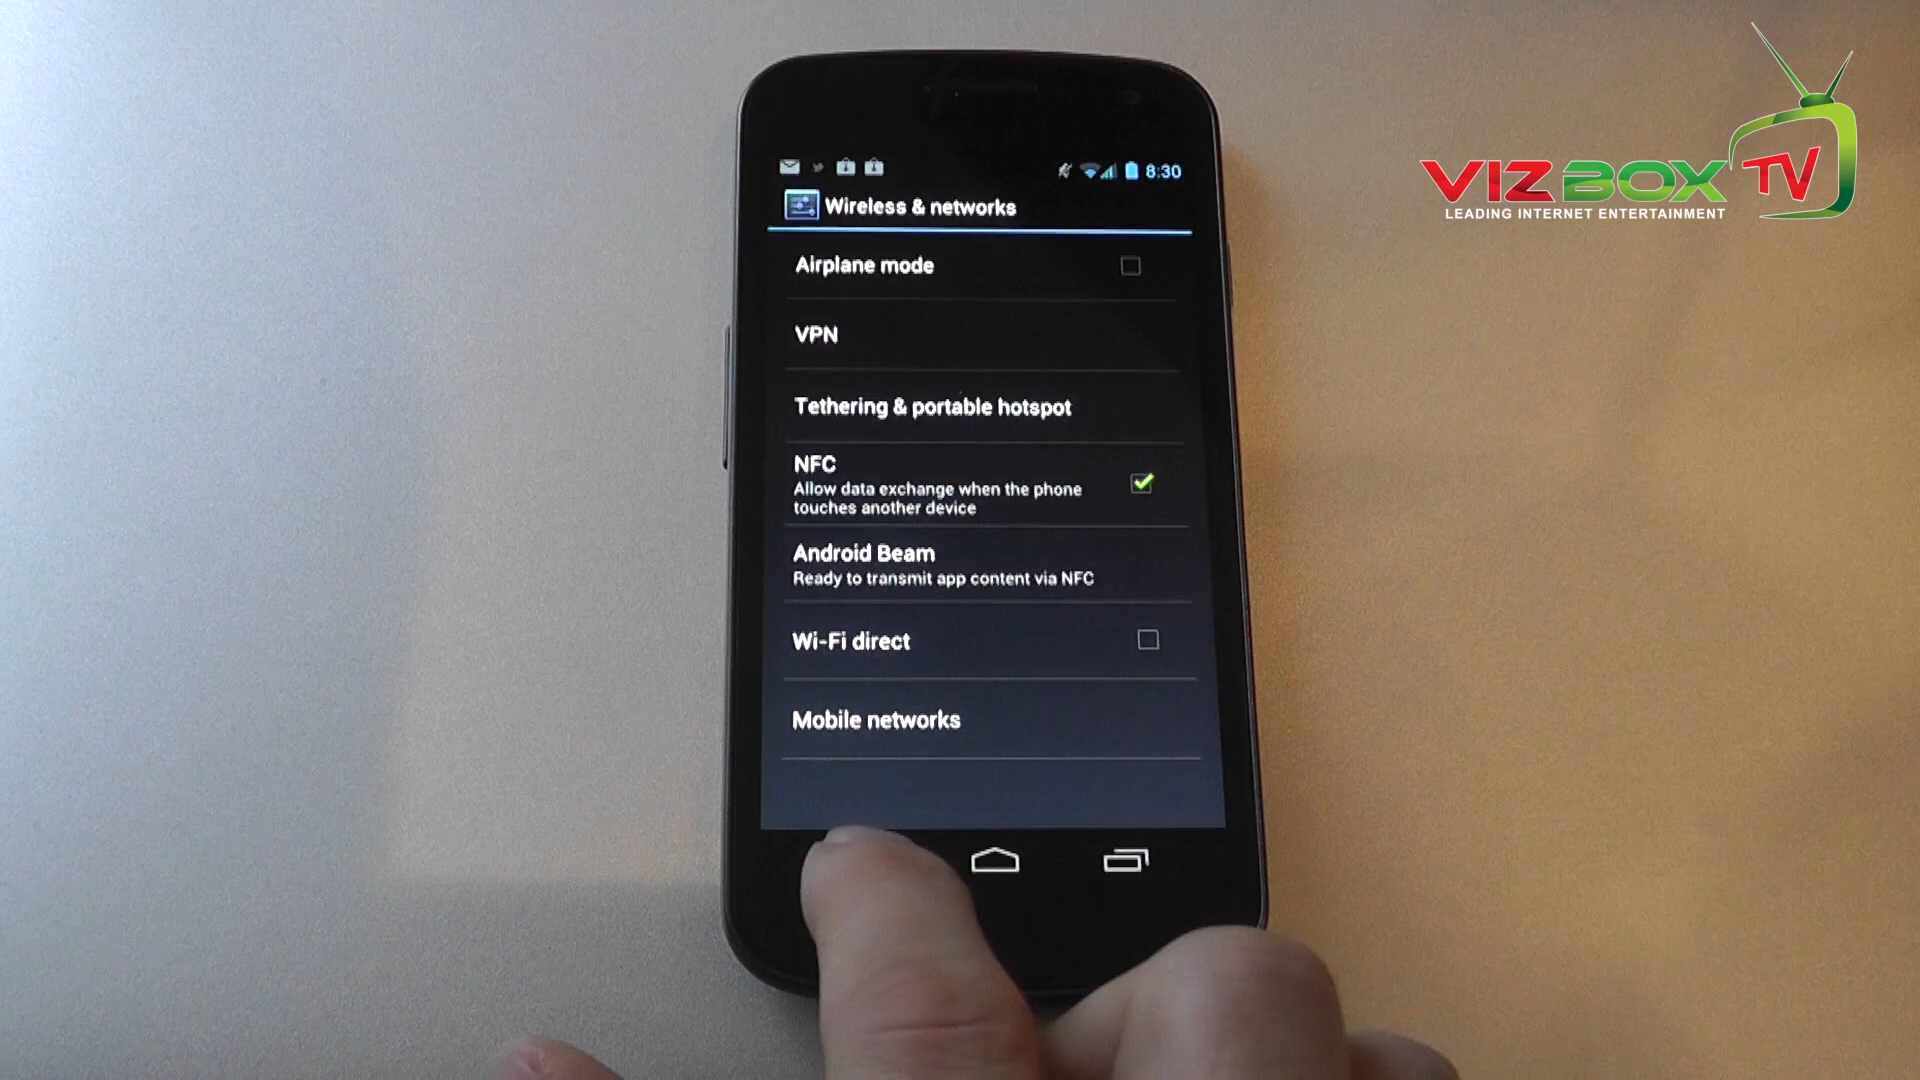 8:30
Wireless & networks
Airplane mode
VPN
Tethering & portable hotspot
NFC
Allow data exchange when the phone
touches another device
Android Beam
Ready to transmit app content via NFC
Wi-Fi direct
Mobile networks
VIZBOX TV
LEADING INTERNET ENTERTAINMENT